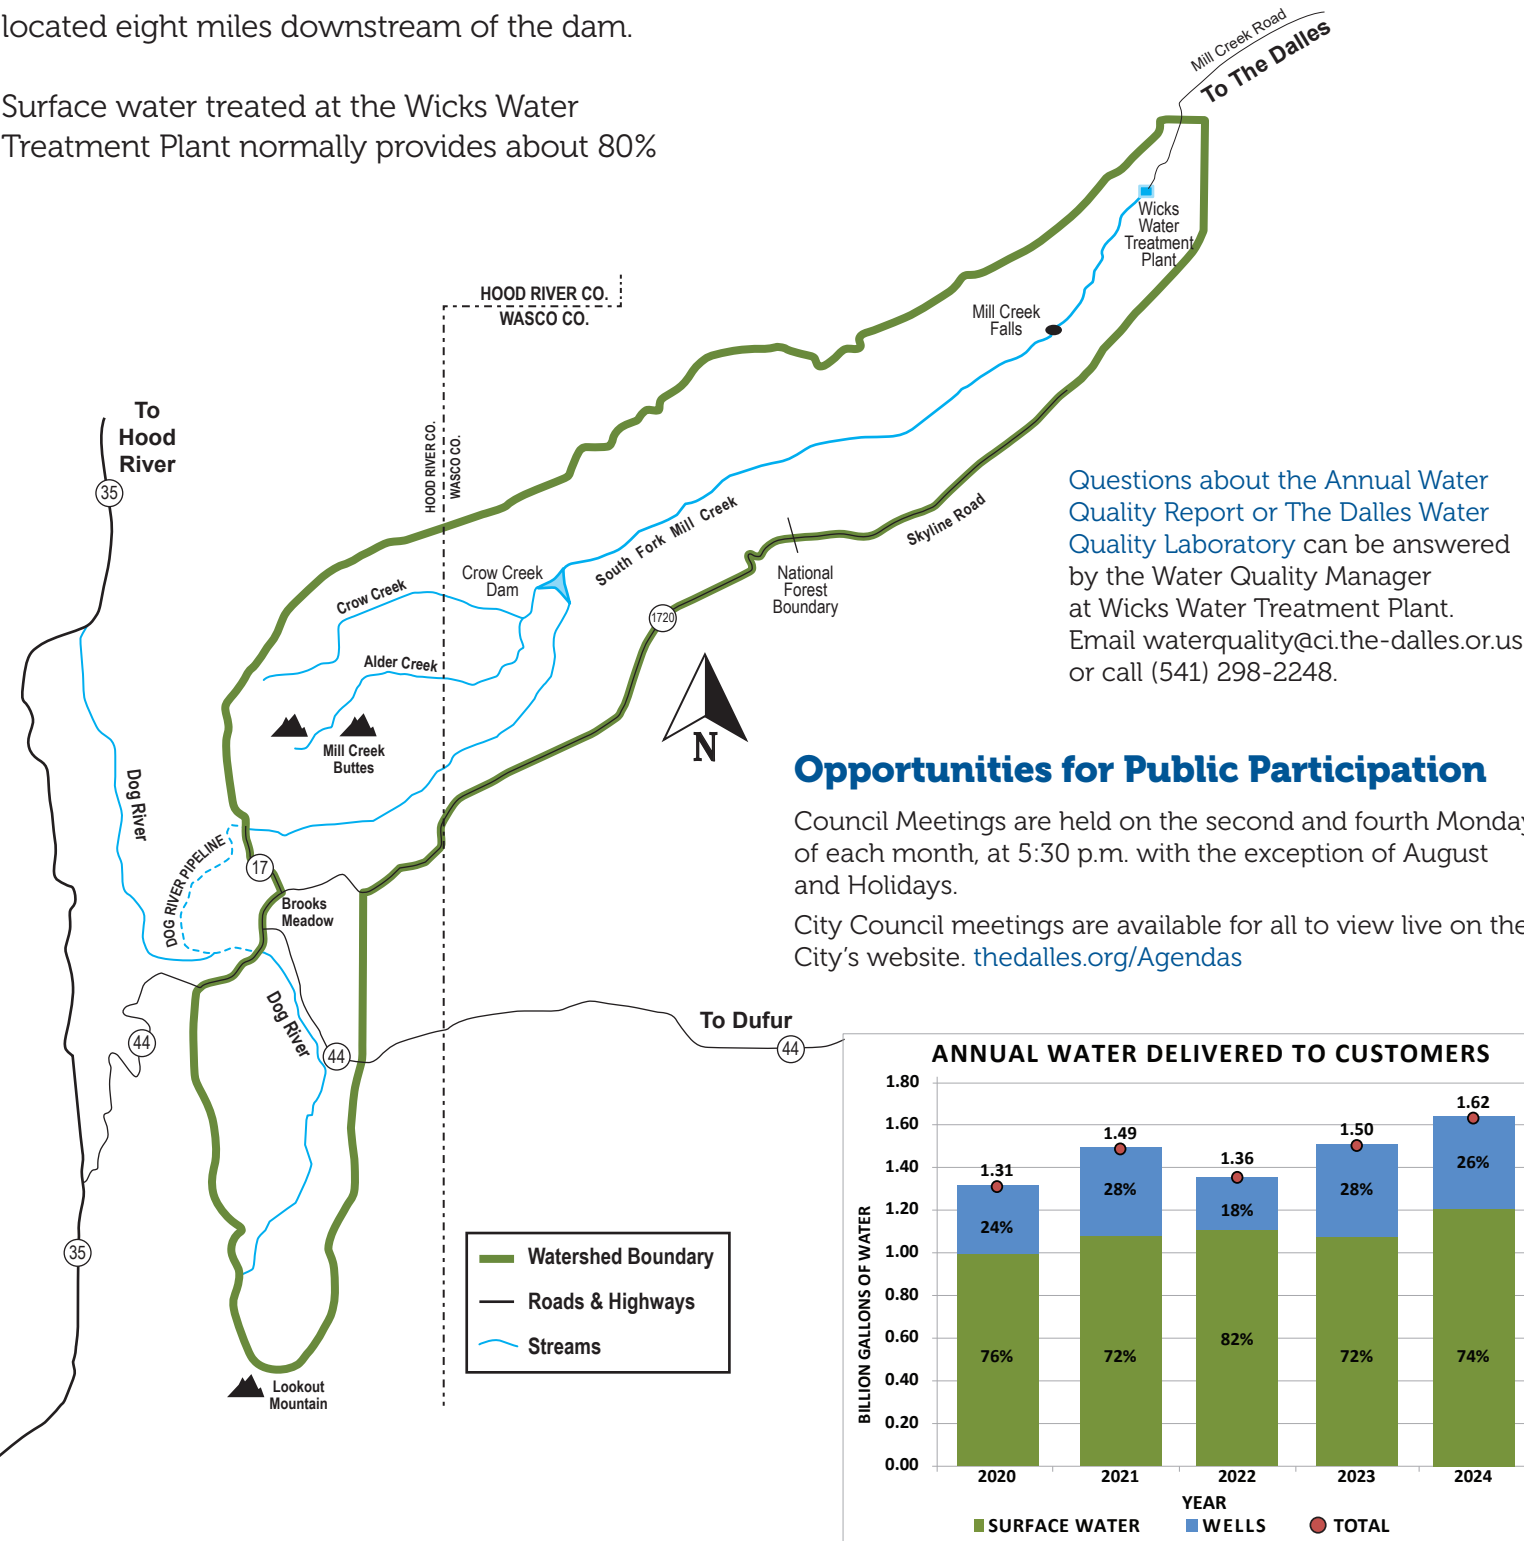 located eight miles downstream of the dam.
Surface water treated at the Wicks Water
Treatment Plant normally provides about 80%
Mill Creek Road
To The Dalles
Wicks
Water
Treatment
Plant
HOOD RIVER CO.
WASCO CO.
Mill Creek
Falls
To
Hood
River
35
HOOD RIVER CO.
WASCO CO.
Crow Creek
Dam
South Fork Mill Creek
Skyline Road
National
Forest
Boundary
1720
Crow Creek
Alder Creek
Mill Creek
Buttes
N
Dog River
DOG RIVER PIPELINE
17
Brooks
Meadow
Dog River
44
44
To Dufur
44
35
Lookout
Mountain
Watershed Boundary
Roads & Highways
Streams
Questions about the Annual Water
Quality Report or The Dalles Water
Quality Laboratory can be answered
by the Water Quality Manager
at Wicks Water Treatment Plant.
Email waterquality@ci.the-dalles.or.us
or call (541) 298-2248.
Opportunities for Public Participation
Council Meetings are held on the second and fourth Monday
of each month, at 5:30 p.m. with the exception of August
and Holidays.
City Council meetings are available for all to view live on the
City's website. thedalles.org/Agendas
ANNUAL WATER DELIVERED TO CUSTOMERS
BILLION GALLONS OF WATER
1.80
1.60
1.40
1.20
1.00
0.80
0.60
0.40
0.20
0.00
1.31
1.49
1.36
1.50
1.62
24%
28%
18%
28%
26%
76%
72%
82%
72%
74%
2020
2021
2022
2023
2024
YEAR
SURFACE WATER
WELLS
TOTAL